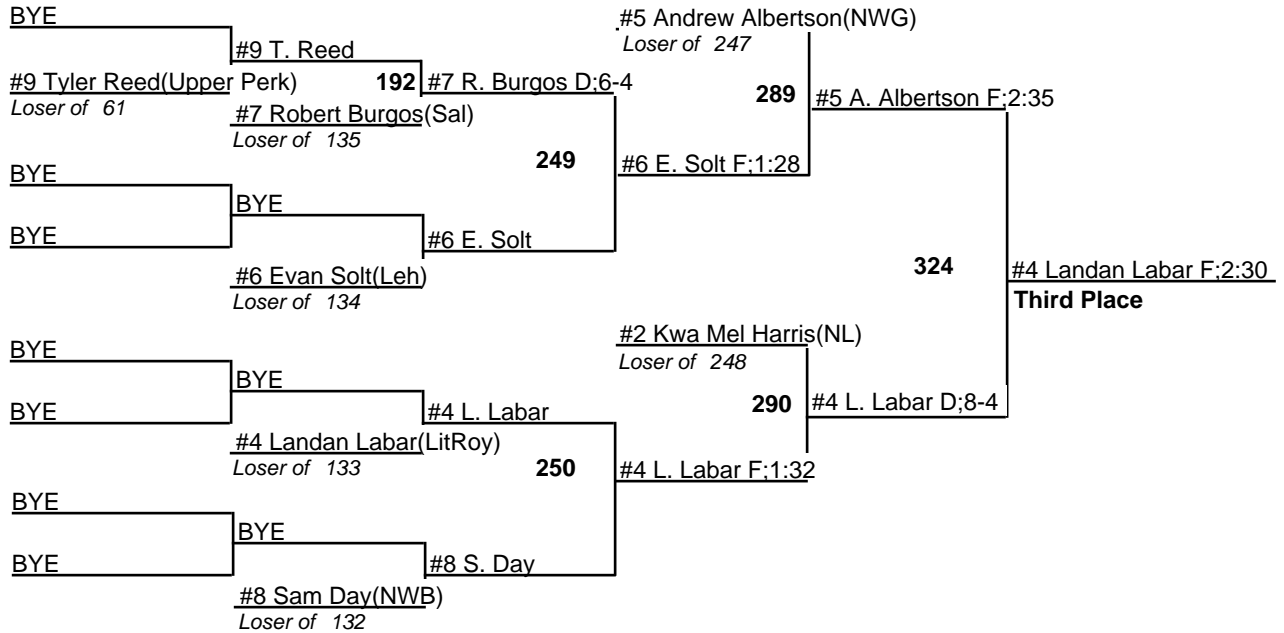 BYE
#5 Andrew Albertson(NWG)
Loser of 247
#9 T. Reed
#9 Tyler Reed(Upper Perk)
Loser of 61
192
#7 R. Burgos D;6-4
289
#5 A. Albertson F;2:35
#7 Robert Burgos(Sal)
Loser of 135
249
#6 E. Solt F;1:28
BYE
BYE
BYE
#6 E. Solt
#6 Evan Solt(Leh)
Loser of 134
324
#4 Landan Labar F;2:30
Third Place
#2 Kwa Mel Harris(NL)
Loser of 248
BYE
BYE
BYE
#4 L. Labar
290
#4 L. Labar D;8-4
#4 Landan Labar(LitRoy)
Loser of 133
250
#4 L. Labar F;1:32
BYE
BYE
BYE
#8 S. Day
#8 Sam Day(NWB)
Loser of 132